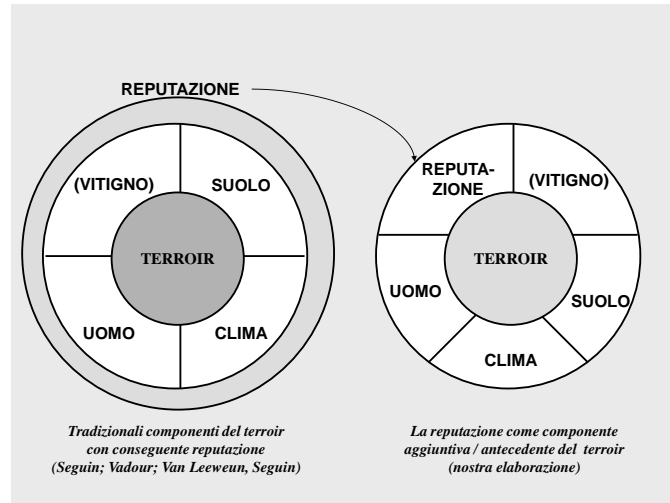 REPUTAZIONE
(VITIGNO)
SUOLO
TERROIR
UOMO
CLIMA
REPUTA-
ZIONE
(VITIGNO)
TERROIR
UOMO
SUOLO
CLIMA
Tradizionali componenti del terroir
con conseguente reputazione
(Seguin; Vadour; Van Leeweun, Seguin)
La reputazione come componente
aggiuntiva / antecedente del terroir
(nostra elaborazione)